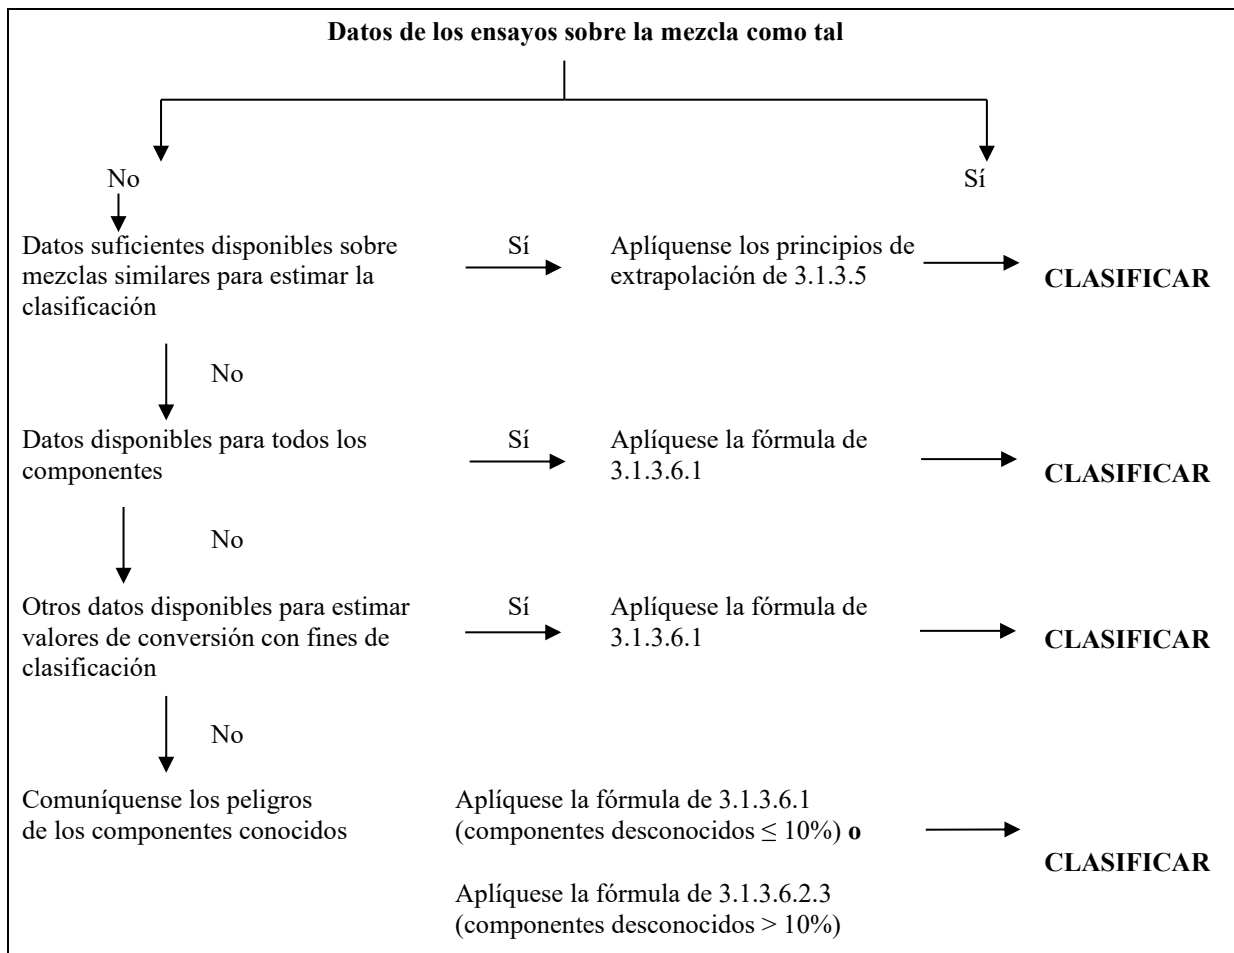 Datos de los ensayos sobre la mezcla como tal
No
Sí
Datos suficientes disponibles sobre
mezclas similares para estimar la
clasificación
Sí
Aplíquense los principios de
extrapolación de 3.1.3.5
CLASIFICAR
No
Datos disponibles para todos los
componentes
Sí
Aplíquese la fórmula de
3.1.3.6.1
CLASIFICAR
No
Otros datos disponibles para estimar
valores de conversión con fines de
clasificación
Sí
Aplíquese la fórmula de
3.1.3.6.1
CLASIFICAR
No
Comuníquense los peligros
de los componentes conocidos
Aplíquese la fórmula de 3.1.3.6.1
(componentes desconocidos ≤ 10%) o
Aplíquese la fórmula de 3.1.3.6.2.3
(componentes desconocidos > 10%)
CLASIFICAR